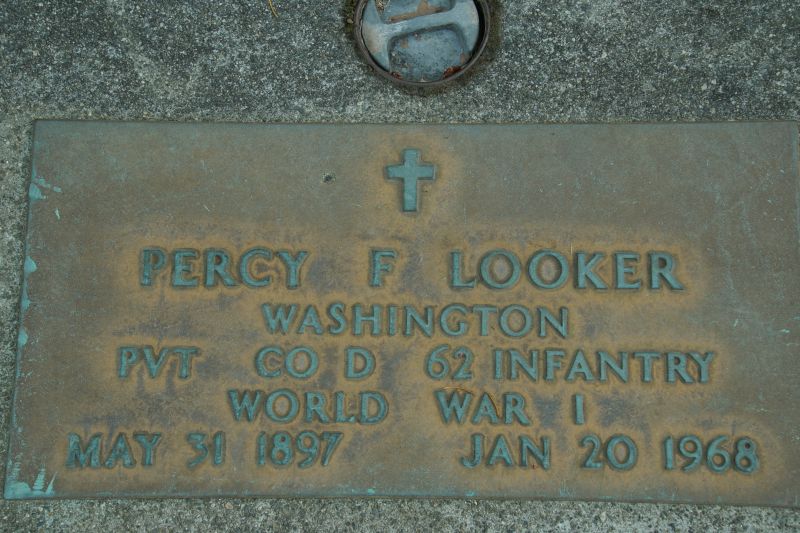 PERCY F LOOKER
WASHINGTON
PVT CO D 62 INFANTRY
WORLD WAR I
MAY 31 1897 JAN 20 1968